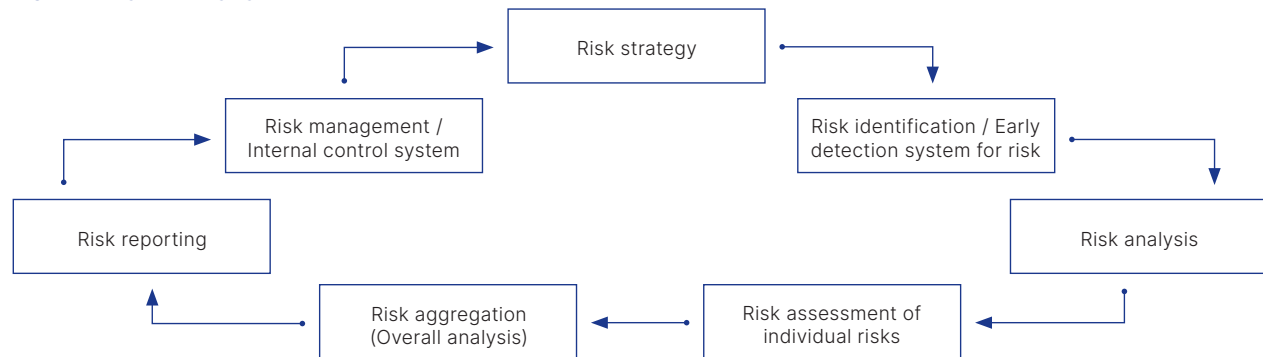 Risk strategy
Risk management /
Internal control system
Risk identification / Early
detection system for risk
Risk reporting
Risk analysis
Risk aggregation
(Overall analysis)
Risk assessment of
individual risks